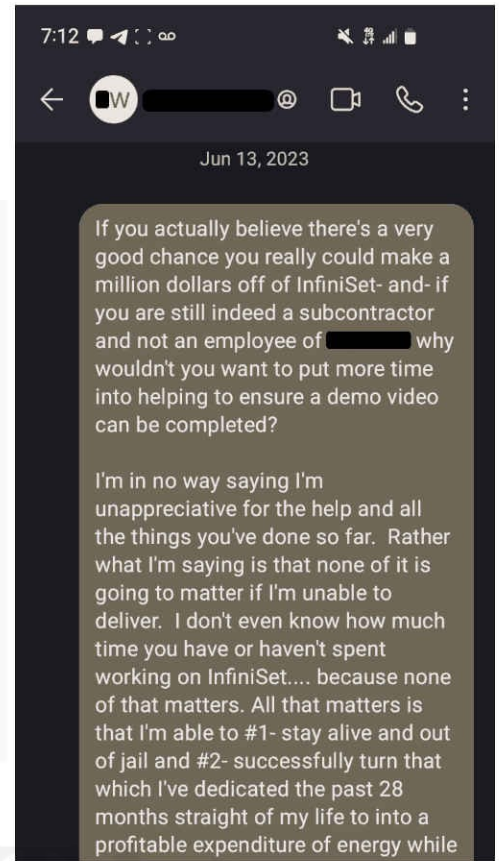 7:12
W
Jun 13, 2023
If you actually believe there's a very
good chance you really could make a
million dollars off of InfiniSet- and- if
you are still indeed a subcontractor
and not an employee of why
wouldn't you want to put more time
into helping to ensure a demo video
can be completed?
I'm in no way saying I'm
unappreciative for the help and all
the things you've done so far. Rather
what I'm saying is that none of it is
going to matter if I'm unable to
deliver. I don't even know how much
time you have or haven't spent
working on InfiniSet.... because none
of that matters. All that matters is
that I'm able to #1- stay alive and out
of jail and #2- successfully turn that
which I've dedicated the past 28
months straight of my life to into a
profitable expenditure of energy while